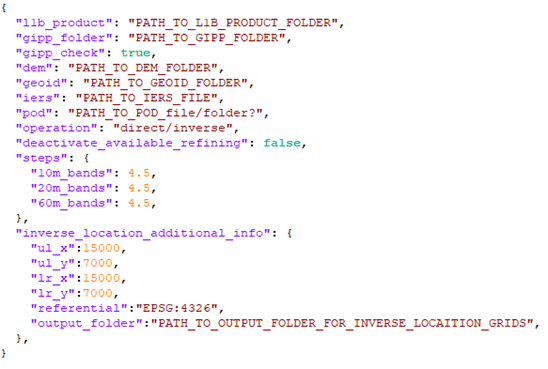 {
"l1b_product": "PATH_TO_L1B_PRODUCT_FOLDER",
"gipp_folder": "PATH_TO_GIPP_FOLDER",
"gipp_check": true,
"dem": "PATH_TO_DEM_FOLDER",
"geoid": "PATH_TO_GEOID_FOLDER",
"iers": "PATH_TO_IERS_FILE",
"pod": "PATH_TO_POD_file/folder?",
"operation": "direct/inverse",
"deactivate_available_refining": false,
"steps": {
"10m_bands": 4.5,
"20m_bands": 4.5,
"60m_bands": 4.5,
},
"inverse_location_additional_info": {
"ul_x":15000,
"ul_y":7000,
"lr_x":15000,
"lr_y":7000,
"referential":"EPSG:4326",
"output_folder":"PATH_TO_OUTPUT_FOLDER_FOR_INVERSE_LOCAITION_GRIDS",
},
}